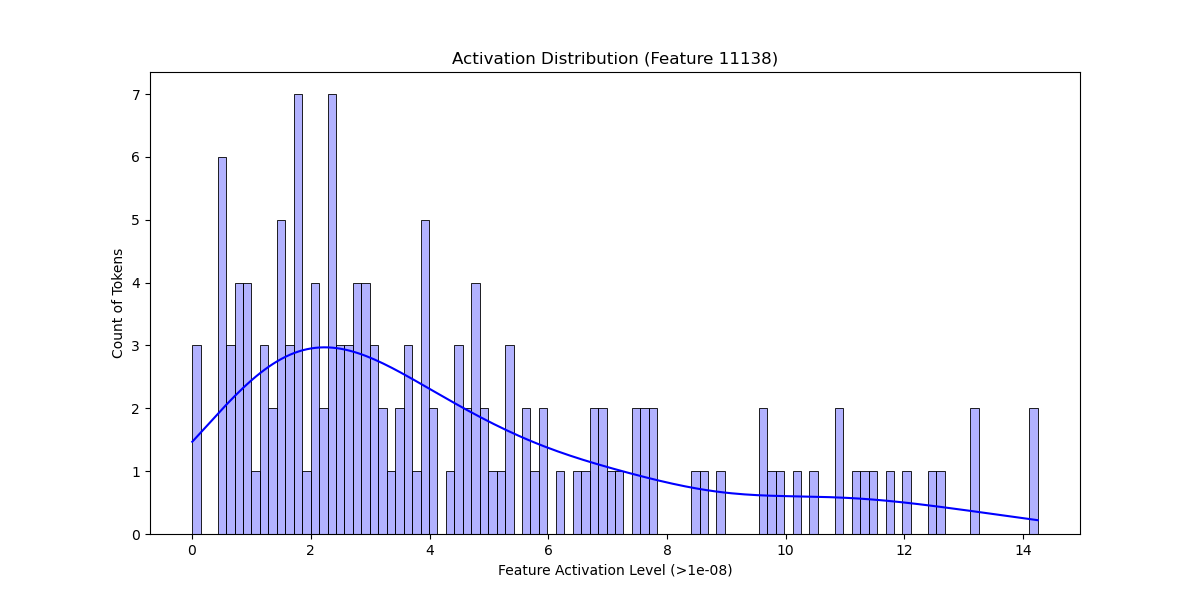 Activation Distribution (Feature 11138)
7
6
5
4
3
2
1
0
Count of Tokens
0 2 4 6 8 10 12 14
Feature Activation Level (>1e-08)